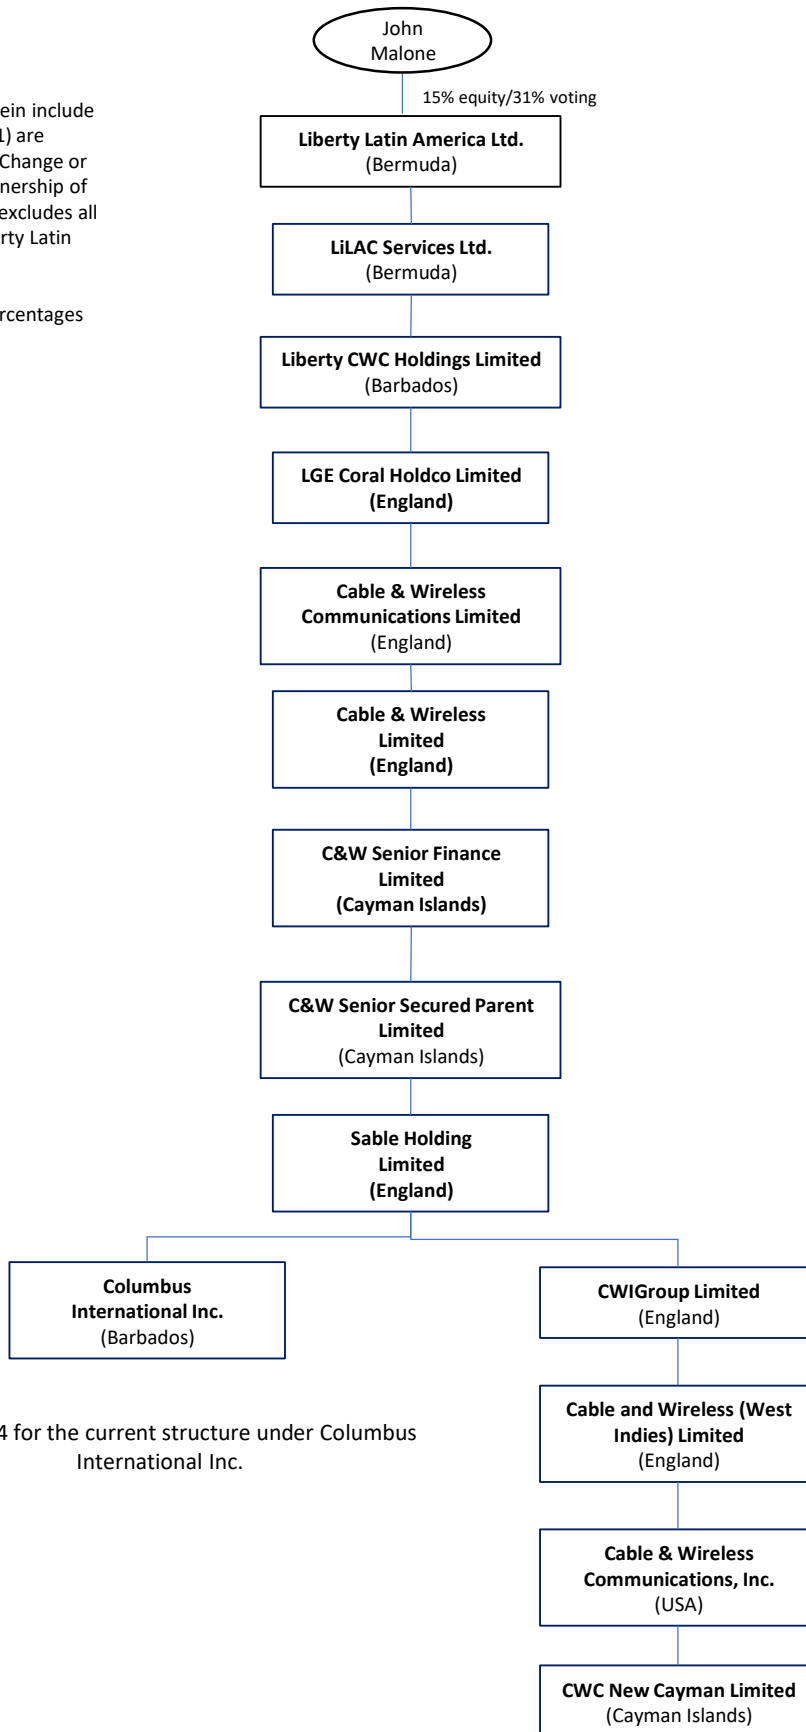 John
Malone
15% equity/31% voting
ein include
1) are
Change or
nership of
excludes all
rty Latin
rcentages
Liberty Latin America Ltd.
(Bermuda)
LiLAC Services Ltd.
(Bermuda)
Liberty CWC Holdings Limited
(Barbados)
LGE Coral Holdco Limited
(England)
Cable & Wireless
Communications Limited
(England)
Cable & Wireless
Limited
(England)
C&W Senior Finance
Limited
(Cayman Islands)
C&W Senior Secured Parent
Limited
(Cayman Islands)
Sable Holding
Limited
(England)
Columbus
International Inc.
(Barbados)
4 for the current structure under Columbus
International Inc.
CWIGroup Limited
(England)
Cable and Wireless (West
Indies) Limited
(England)
Cable & Wireless
Communications, Inc.
(USA)
CWC New Cayman Limited
(Cayman Islands)